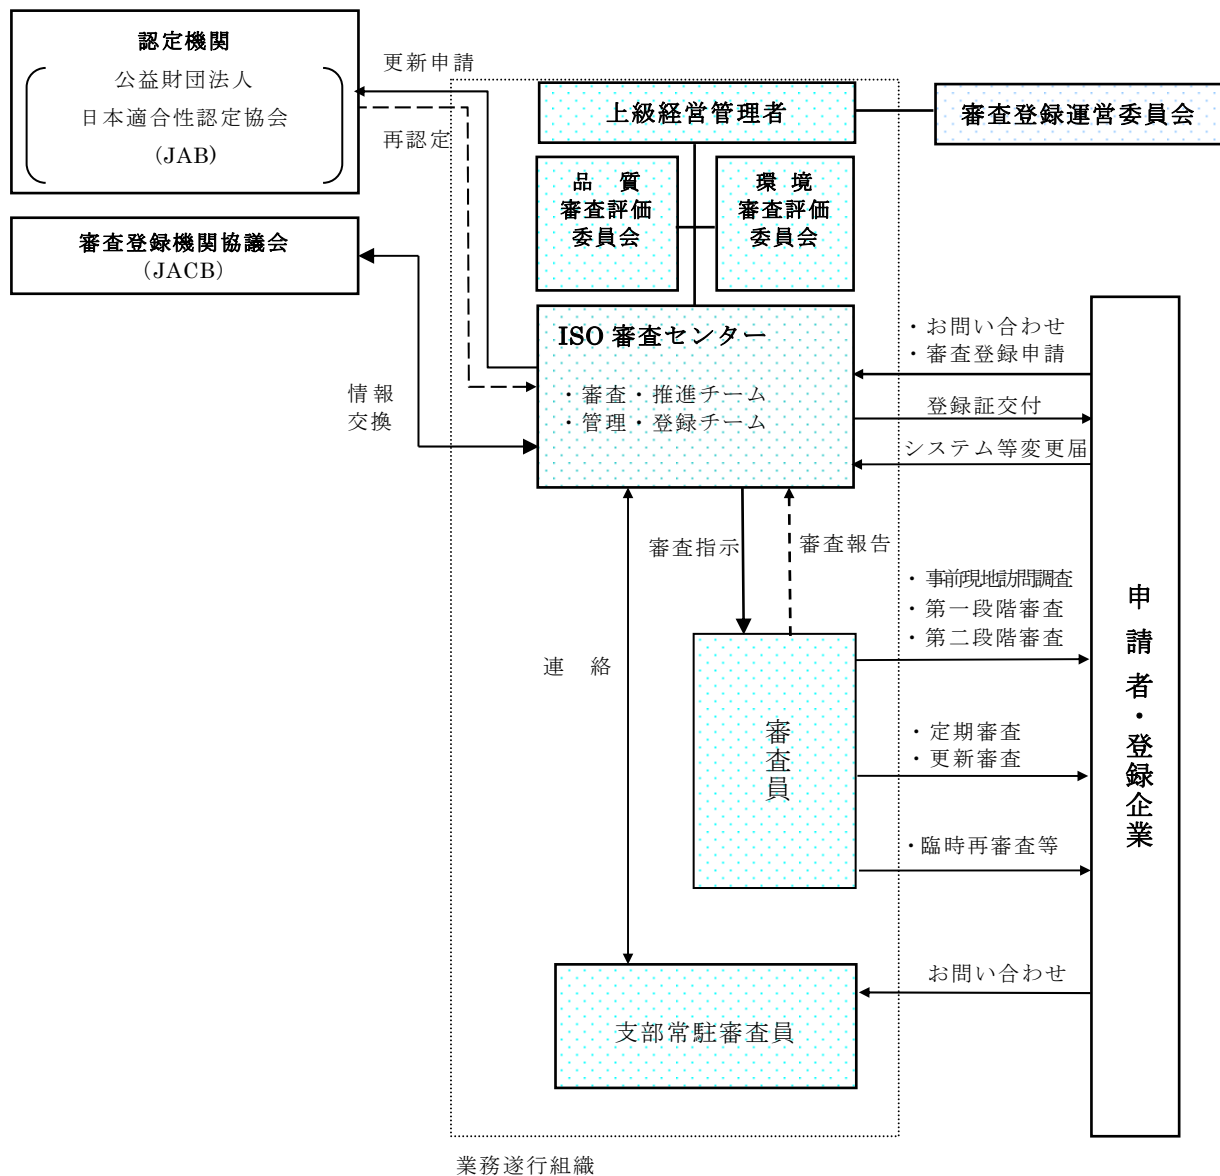 認定機関
公益財団法人
日本適合性認定協会
(JAB)
更新申請
再認定
上級経営管理者
審査登録運営委員会
品 質
審査評価
委員会
環 境
審査評価
委員会
審査登録機関協議会
(JACB)
ISO 審査センター
・審査・推進チーム
・管理・登録チーム
情報
交換
・お問い合わせ
・審査登録申請
登録証交付
システム等変更届
審査指示
審査報告
・事前現地訪問調査
・第一段階審査
・第二段階審査
連 絡
審査員
・定期審査
・更新審査
・臨時再審査等
申請者・登録企業
お問い合わせ
支部常駐審査員
業務遂行組織